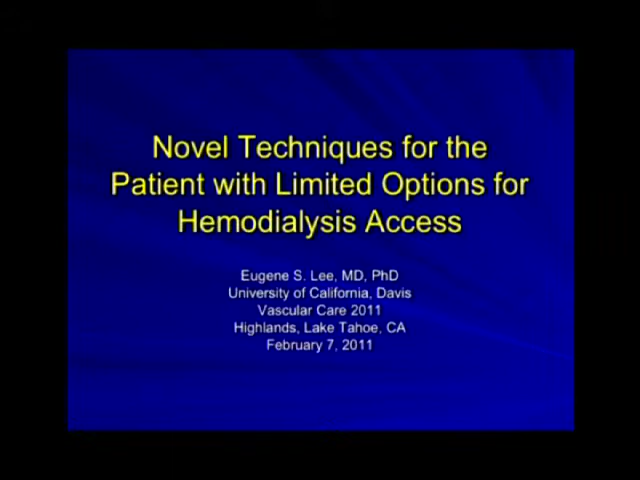 Novel Techniques for the
Patient with Limited Options for
Hemodialysis Access
Eugene S. Lee, MD, PhD
University of California, Davis
Vascular Care 2011
Highlands, Lake Tahoe, CA
February 7, 2011